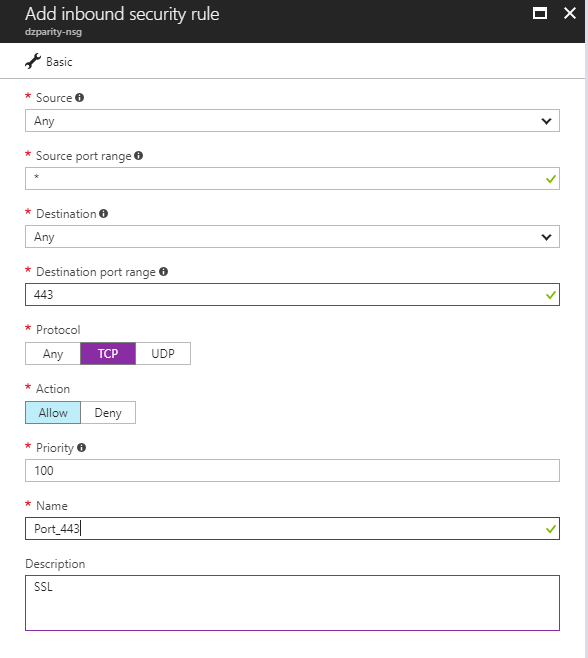 Add inbound security rule
dzparity-nsg
Basic
* Source
Any
* Source port range
*
* Destination
Any
* Destination port range
443
* Protocol
Any TCP UDP
* Action
Allow Deny
* Priority
100
* Name
Port_443
Description
SSL